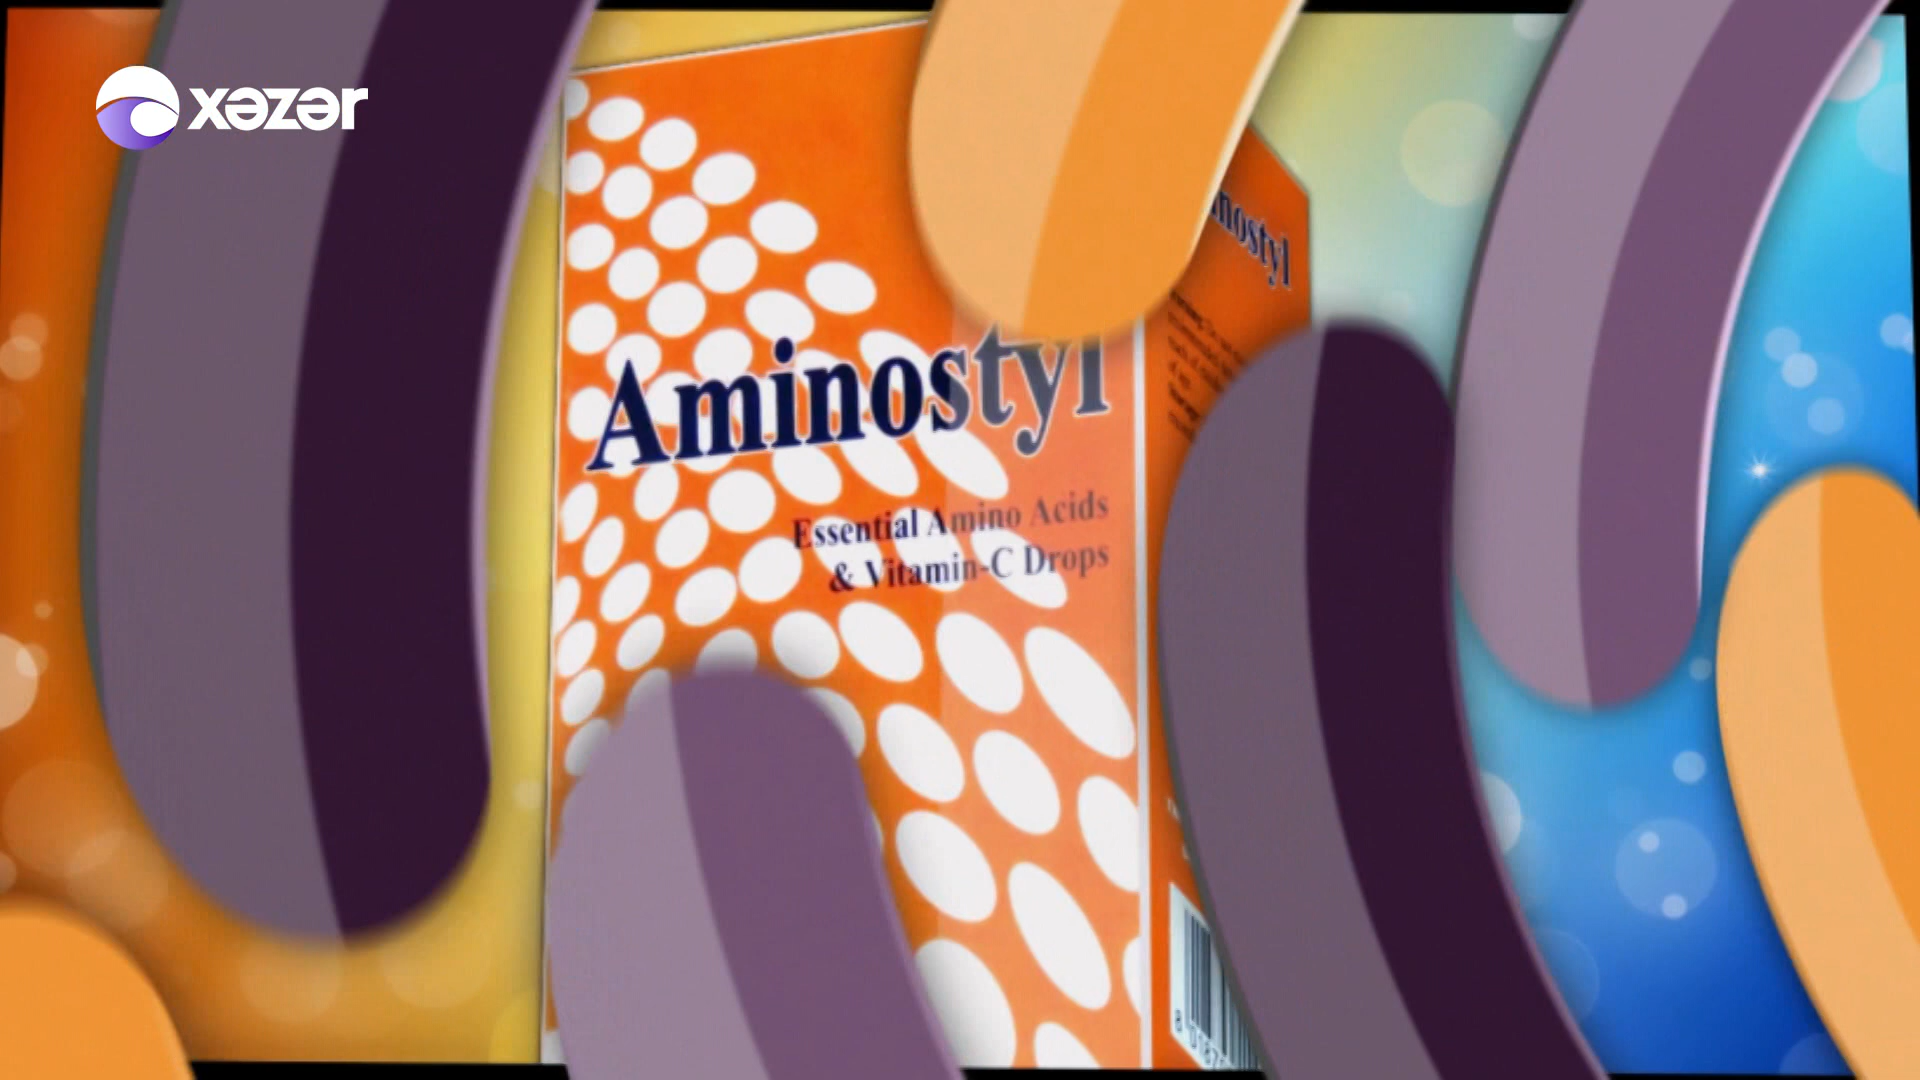 xəzər
Aminostyl
Essential Amino Acids
& Vitamin-C Drops
nostyl